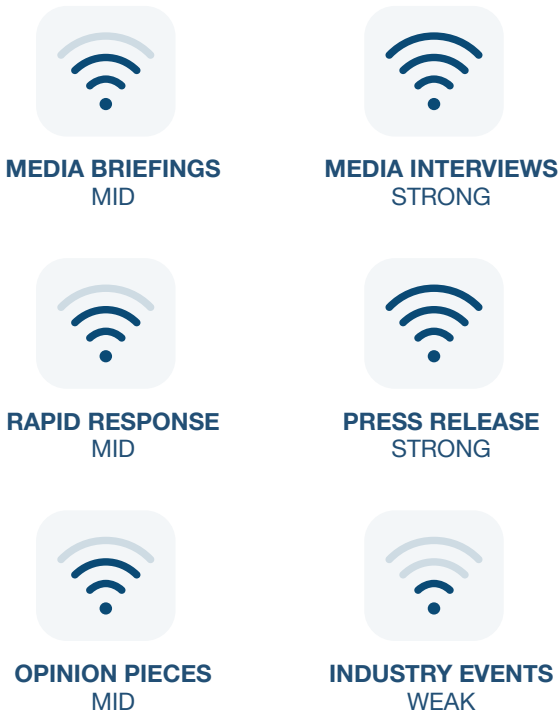 MEDIA BRIEFINGS
MID
MEDIA INTERVIEWS
STRONG
RAPID RESPONSE
MID
PRESS RELEASE
STRONG
OPINION PIECES
MID
INDUSTRY EVENTS
WEAK